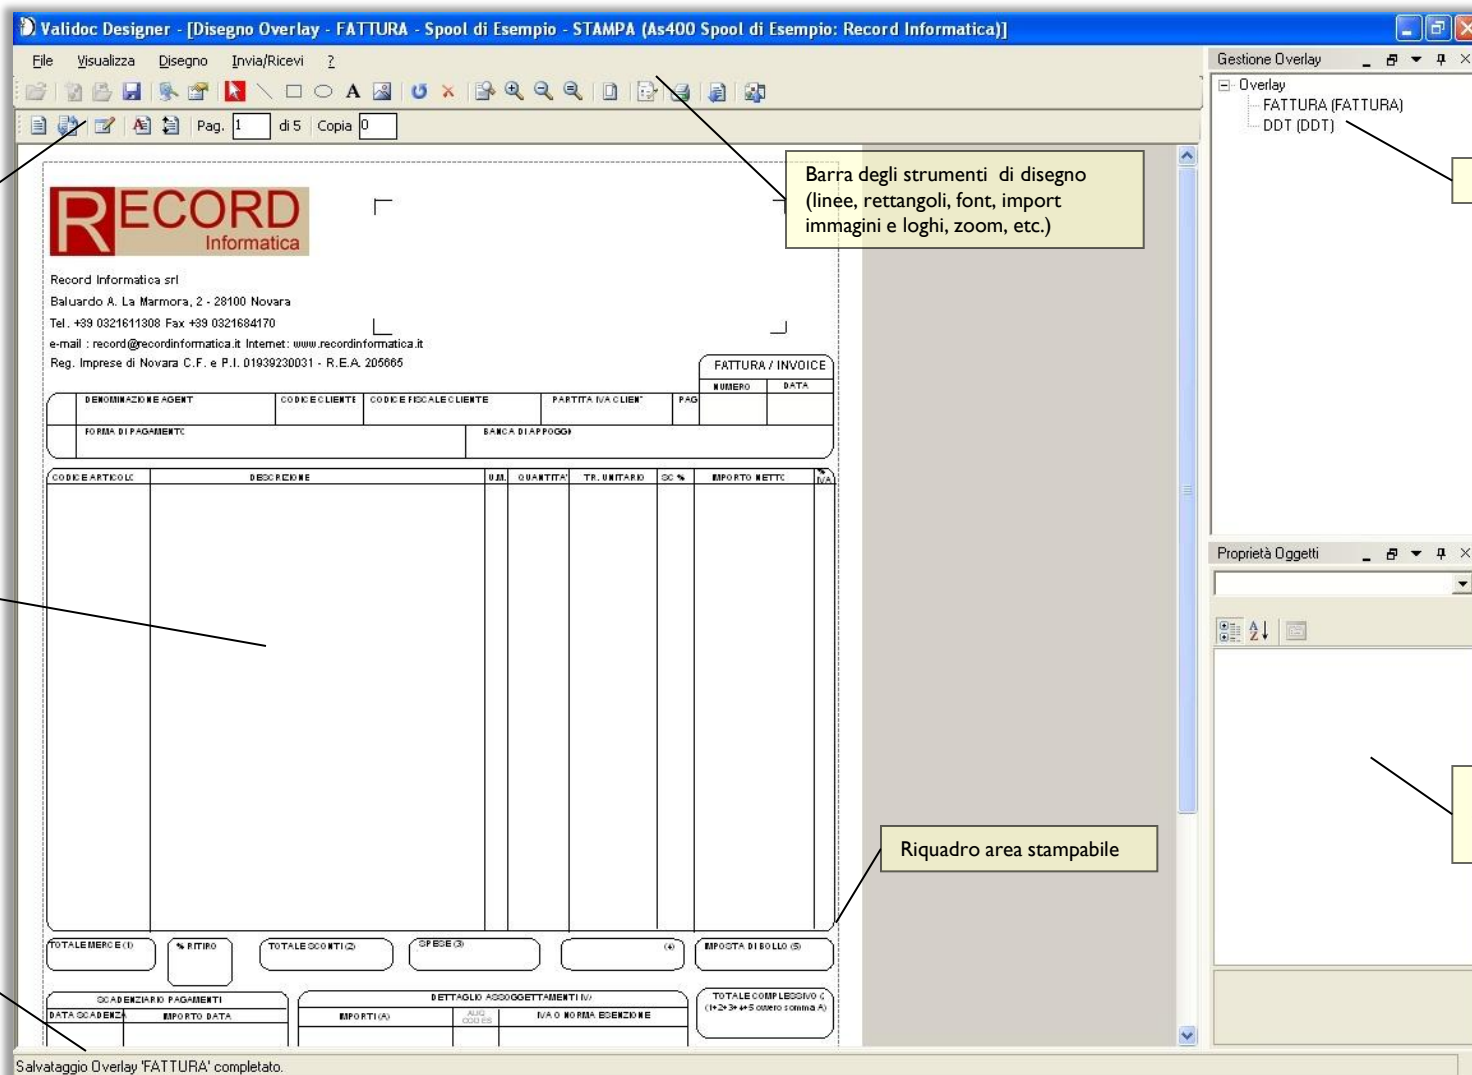 Validoc Designer - [Disegno Overlay - FATTURA - Spool di Esempio - STAMPA (As400 Spool di Esempio: Record Informatica)]
File Visualizza Disegno Invia/Ricevi ?
A
Pag. 1 di 5 Copia 0
Gestione Overlay
Overlay
FATTURA (FATTURA)
DDT (DDT)
Barra degli strumenti di disegno
(linee, rettangoli, font, import
immagini e loghi, zoom, etc.)
RECORD
Informatica
Record Informatica srl
Baluardo A. La Marmora, 2 - 28100 Novara
Tel. +39 0321611308 Fax +39 0321684170
e-mail : record@recordinformatica.it Internet: www.recordinformatica.it
Reg. Imprese di Novara C.F. e P.I. 01939230031 - R.E.A. 205665
FATTURA / INVOICE
NUMERO DATA
DENOMINAZIONE AGENT CODICE CLIENTE CODICE FISCALE CLIENTE PARTITA IVA CLIEN PAG
FORMA DI PAGAMENTO BANCA DI APPOGGI
CODICE ARTICOLO DESCRIZIONE U.M. QUANTITA' TR. UNITARIO SC % IMPORTO NETTO % IVA
Proprietà Oggetti
Riquadro area stampabile
TOTALE MERCE (1) % RITIRO TOTALE SCONTI (2) SPESE (3) (4) IMPOSTA DI BOLLO (5)
SCADENZIARIO PAGAMENTI DETTAGLIO ASSOGGETTAMENTI IV TOTALE COMPLESSIVO
(1+2+3+4+5 ovvero somma A)
DATA SCADENZA IMPORTO DATA IMPORTI (A) IVA O NORMA ESENZIONE
Salvataggio Overlay 'FATTURA' completato.